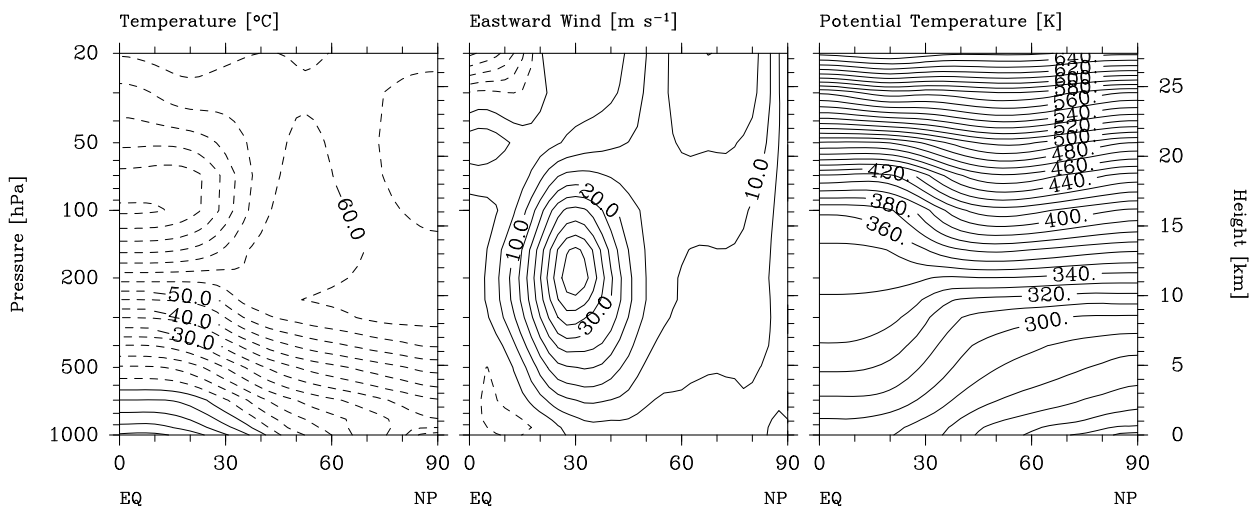 Temperature [°C] Eastward Wind [m s⁻¹] Potential Temperature [K]
20 640.
620.
600. 25
580.
560.
540.
50 520.
500.
480. 20
10.0 460.
420. 440.
20.0
100 60.0 380. 400.
10.0 360. 15
200 340.
50.0 320. 10
40.0 30.0 300.
30.0
500 5
1000 0
0 30 60 90 0 30 60 90 0 30 60 90
EQ NP EQ NP EQ NP
Pressure [hPa]
Height [km]